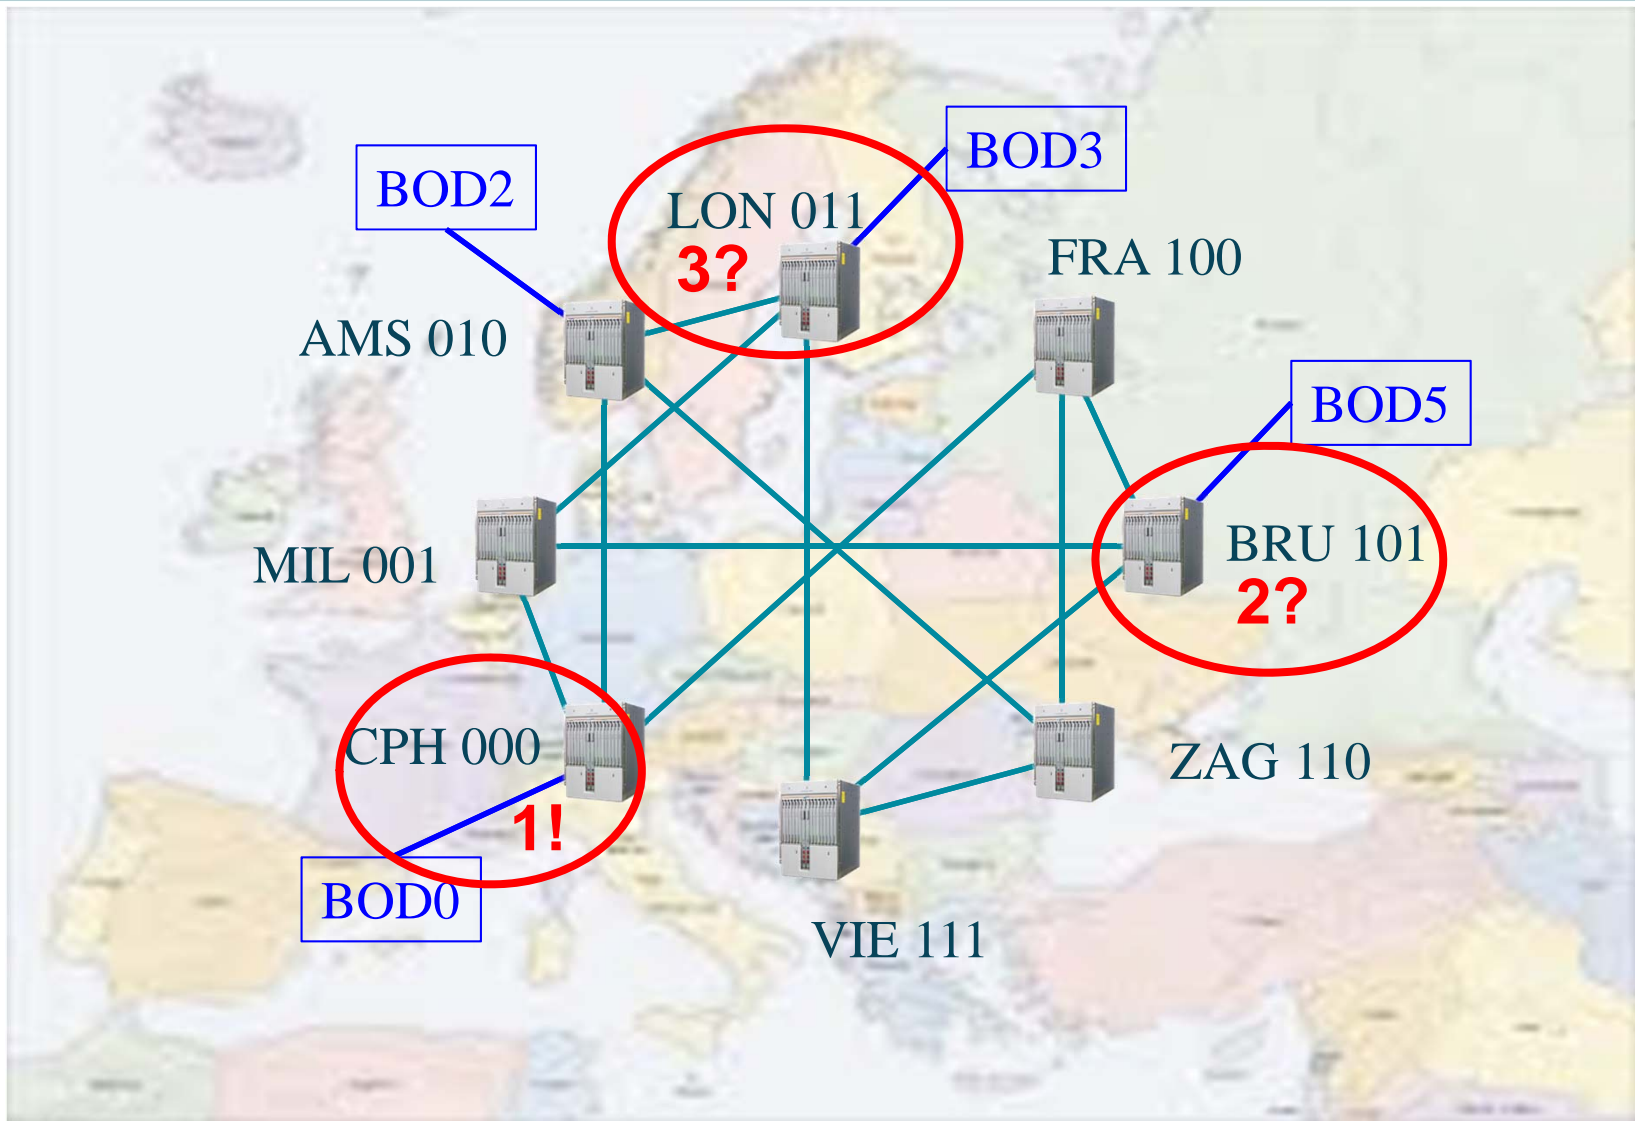 BOD3
BOD2
LON 011
3?
FRA 100
AMS 010
BOD5
BRU 101
2?
MIL 001
CPH 000
1!
ZAG 110
BOD0
VIE 111